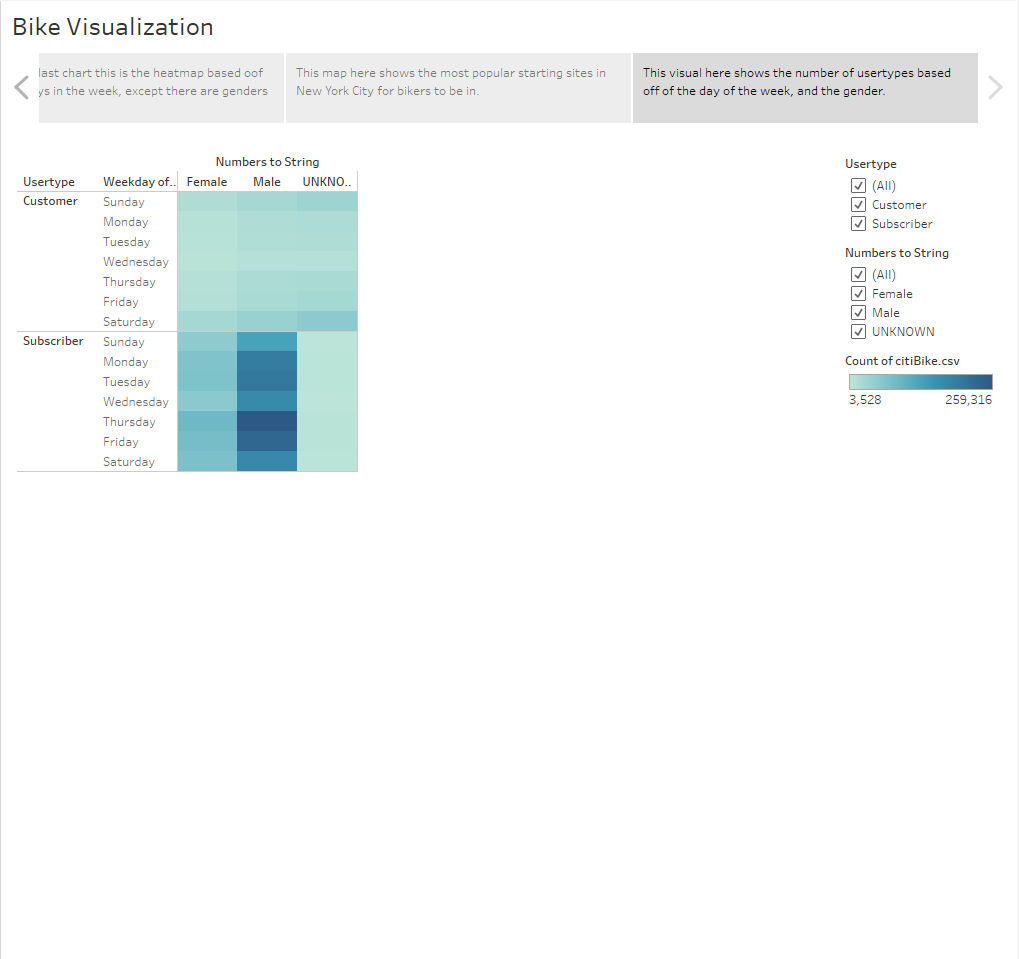 Bike Visualization
last chart this is the heatmap based oof
ys in the week, except there are genders
This map here shows the most popular starting sites in
New York City for bikers to be in.
This visual here shows the number of usertypes based
off of the day of the week, and the gender.
Numbers to String
Usertype Weekday of.. Female Male UNKNO..
Customer Sunday
Monday
Tuesday
Wednesday
Thursday
Friday
Saturday
Subscriber Sunday
Monday
Tuesday
Wednesday
Thursday
Friday
Saturday
Usertype
(All)
Customer
Subscriber
Numbers to String
(All)
Female
Male
UNKNOWN
Count of citiBike.csv
3,528 259,316